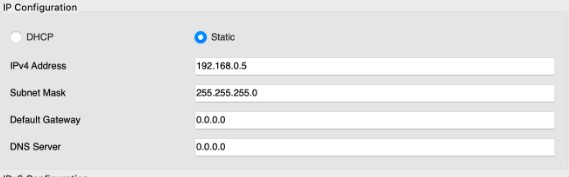 IP Configuration
DHCP Static
IPv4 Address 192.168.0.5
Subnet Mask 255.255.255.0
Default Gateway 0.0.0.0
DNS Server 0.0.0.0